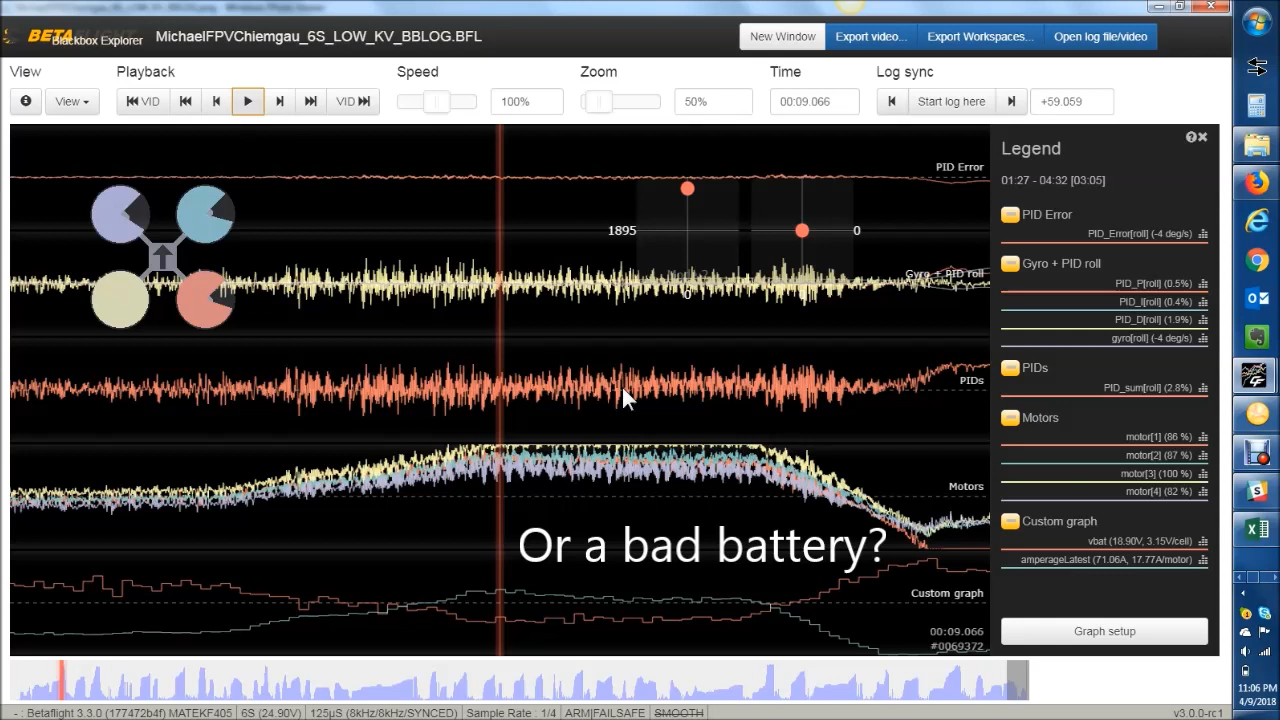 BETAFLIGHT
Blackbox Explorer
MichaelFPVChiemgau_6S_LOW_KV_BBLOG.BFL
New Window
Export video...
Export Workspaces...
Open log file/video
View
Playback
Speed
Zoom
Time
Log sync
View
VID
VID
100%
50%
00:09.066
Start log here
+59.059
PID Error
1895
0
0
Gyro + PID roll
PIDs
Motors
Or a bad battery?
Custom graph
00:09.066
#0069372
Legend
01:27 - 04:32 [03:05]
PID Error
PID_Error[roll] (-4 deg/s)
Gyro + PID roll
PID_P[roll] (0.5%)
PID_I[roll] (0.4%)
PID_D[roll] (1.9%)
gyro[roll] (-4 deg/s)
PIDs
PID_sum[roll] (2.8%)
Motors
motor[1] (86 %)
motor[2] (87 %)
motor[3] (100 %)
motor[4] (82 %)
Custom graph
vbat (18.90V, 3.15V/cell)
amperageLatest (71.06A, 17.77A/motor)
Graph setup
- : Betaflight 3.3.0 (177472b4f) MATEKF405 6S (24.90V) 125µS (8kHz/8kHz/SYNCED) Sample Rate : 1/4 ARM|FAILSAFE SMOOTH v3.0.0-rc1
11:06 PM
4/9/2018